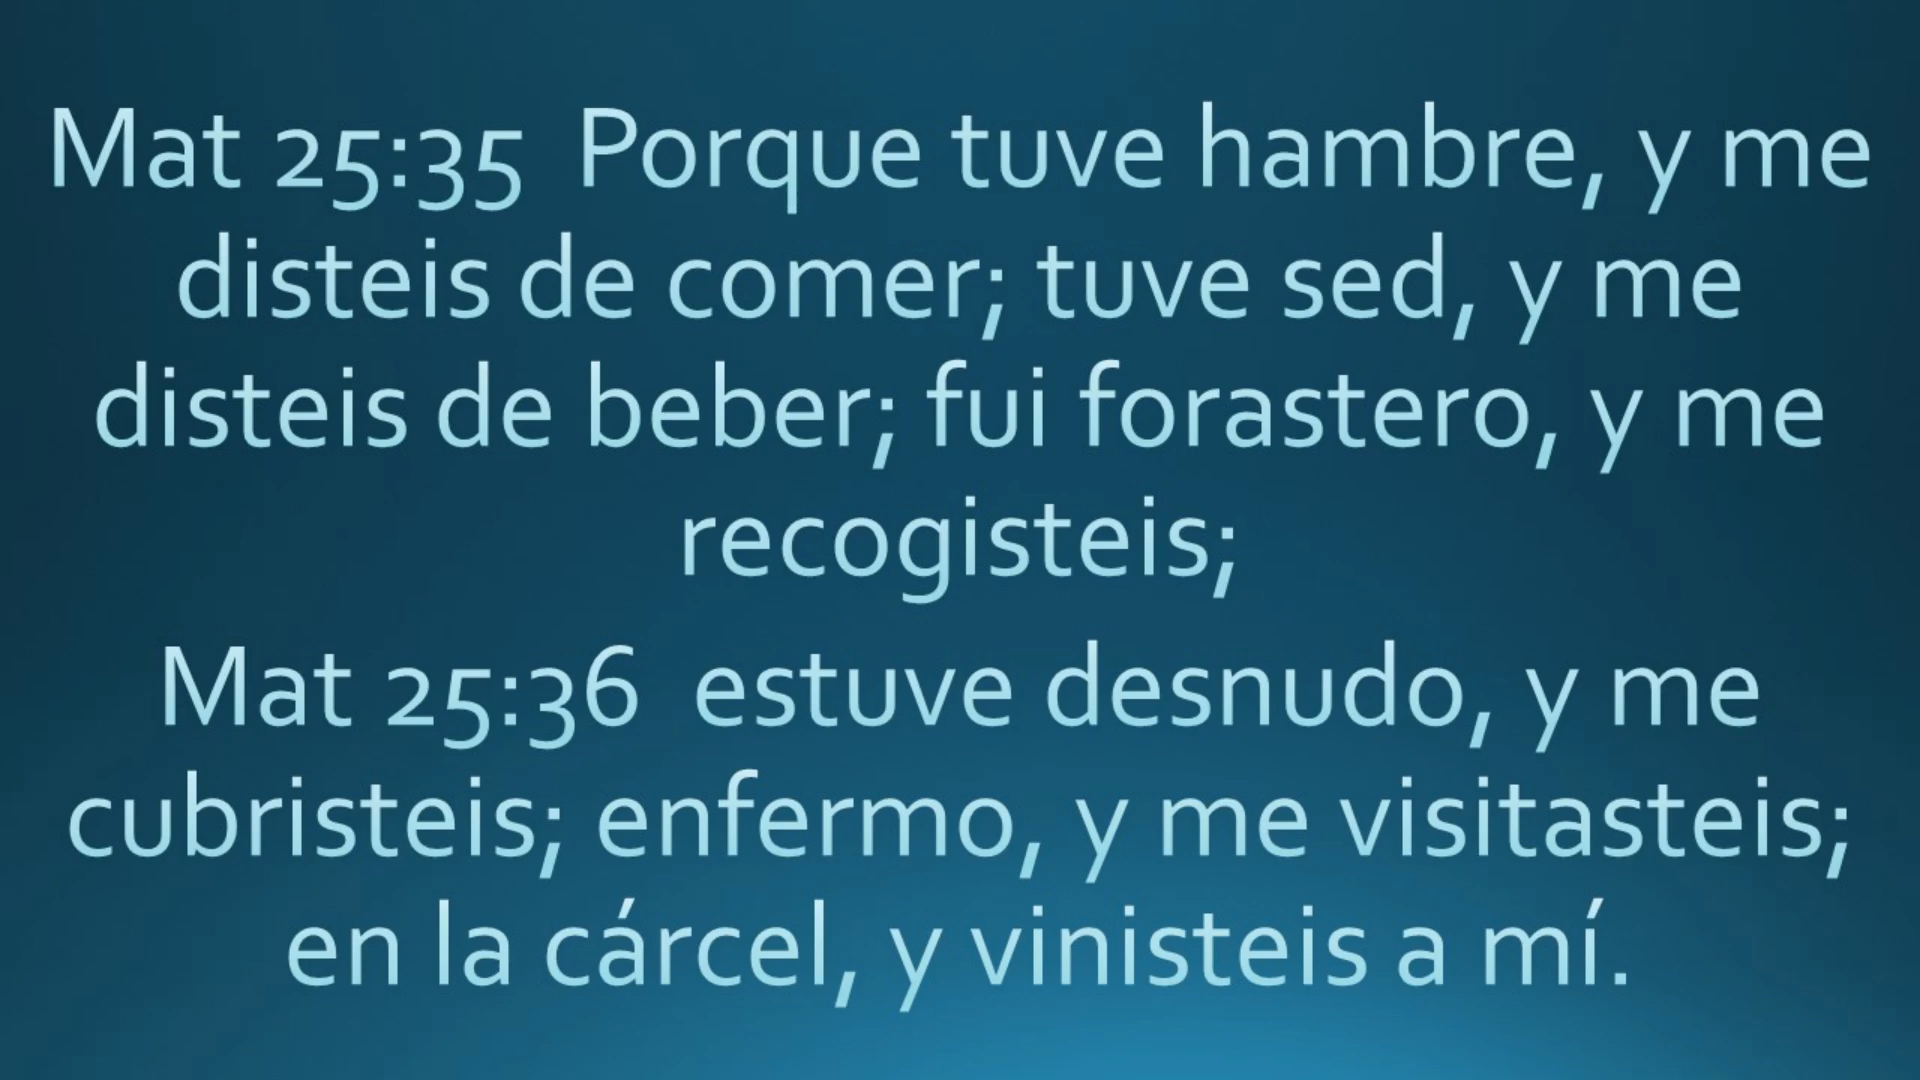 Mat 25:35  Porque tuve hambre, y me
disteis de comer; tuve sed, y me
disteis de beber; fui forastero, y me
recogisteis;
Mat 25:36  estuve desnudo, y me
cubristeis; enfermo, y me visitasteis;
en la cárcel, y vinisteis a mí.